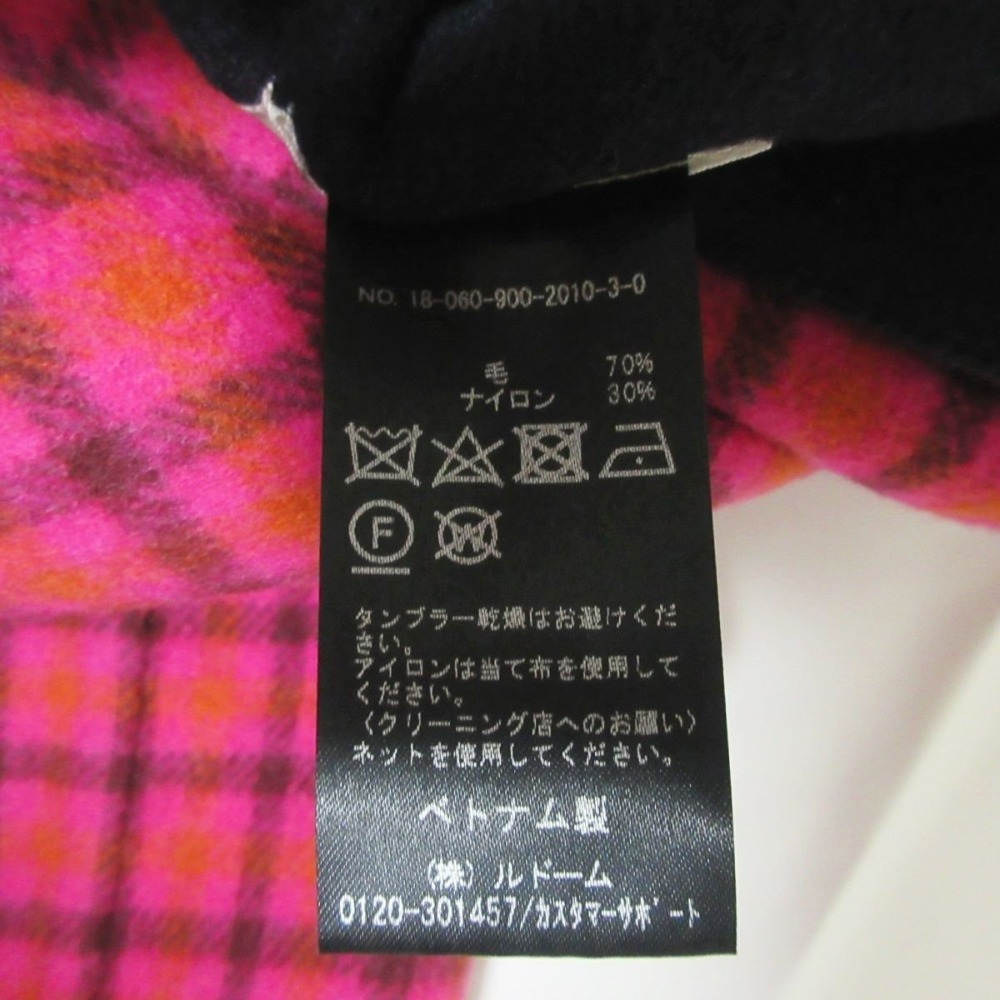 NO. 18-060-900-2010-3-0
毛 70%
ナイロン 30%
F
W
タンブラー乾燥はお避けくだ
さい。
アイロンは当て布を使用して
ください。
〈クリーニング店へのお願い〉
ネットを使用してください。
ベトナム製
(株) ルドーム
0120-301457/カスタマーサポート